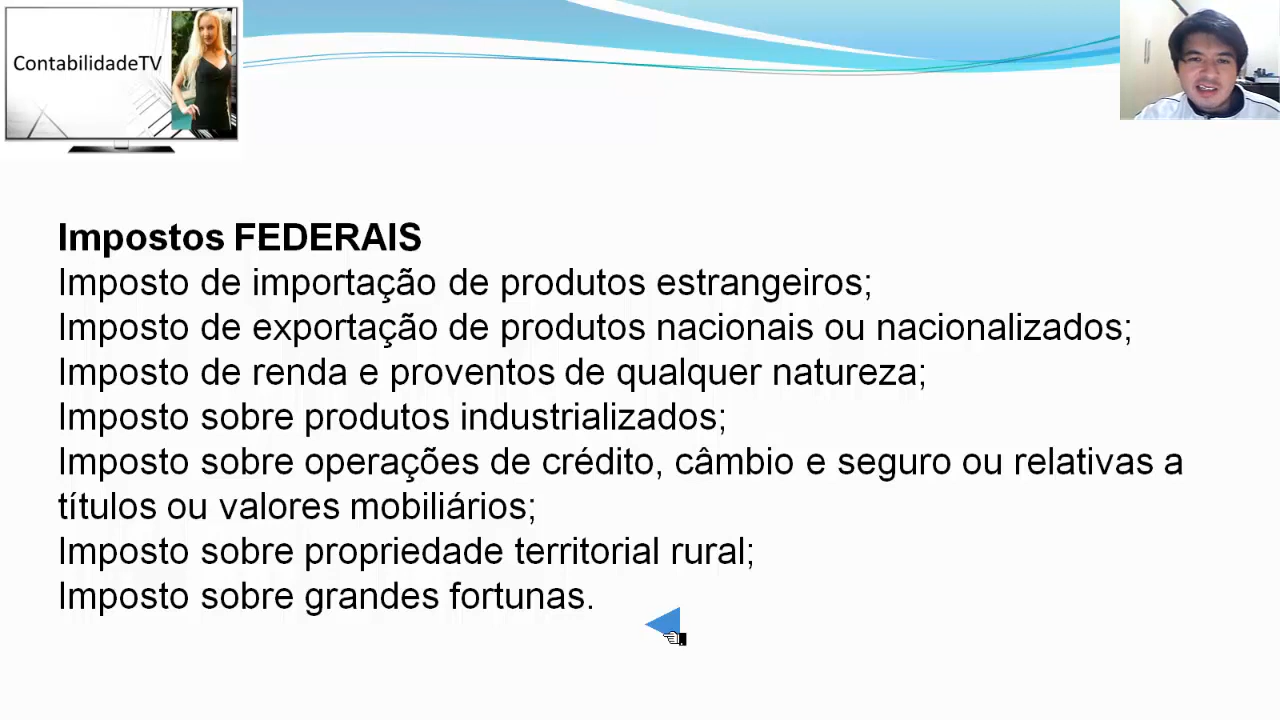 ContabilidadeTV
Impostos FEDERAIS
Imposto de importação de produtos estrangeiros;
Imposto de exportação de produtos nacionais ou nacionalizados;
Imposto de renda e proventos de qualquer natureza;
Imposto sobre produtos industrializados;
Imposto sobre operações de crédito, câmbio e seguro ou relativas a
títulos ou valores mobiliários;
Imposto sobre propriedade territorial rural;
Imposto sobre grandes fortunas.